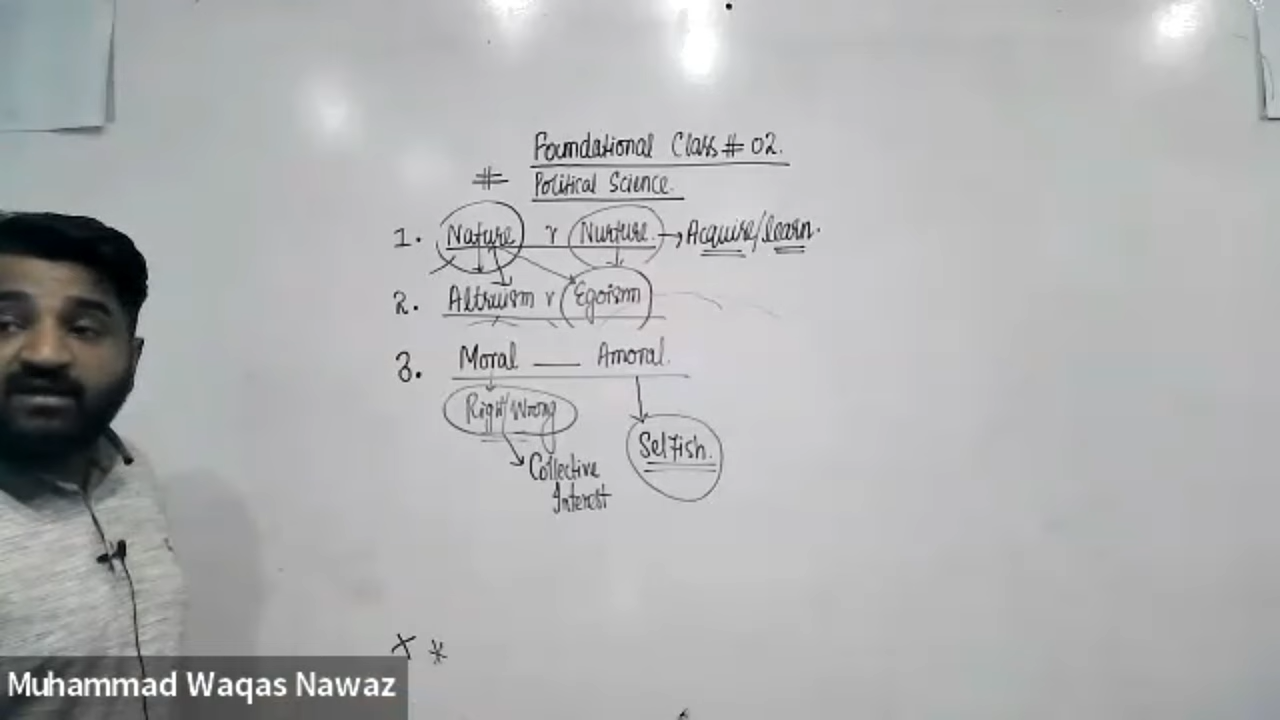 Foundational Class # 02.
# Political Science.
1. Nature v Nurture → Acquire/learn.
2. Altruism v Egoism
3. Moral — Amoral.
Right/Wrong
Selfish.
Collective
Interest
x *
Muhammad Waqas Nawaz